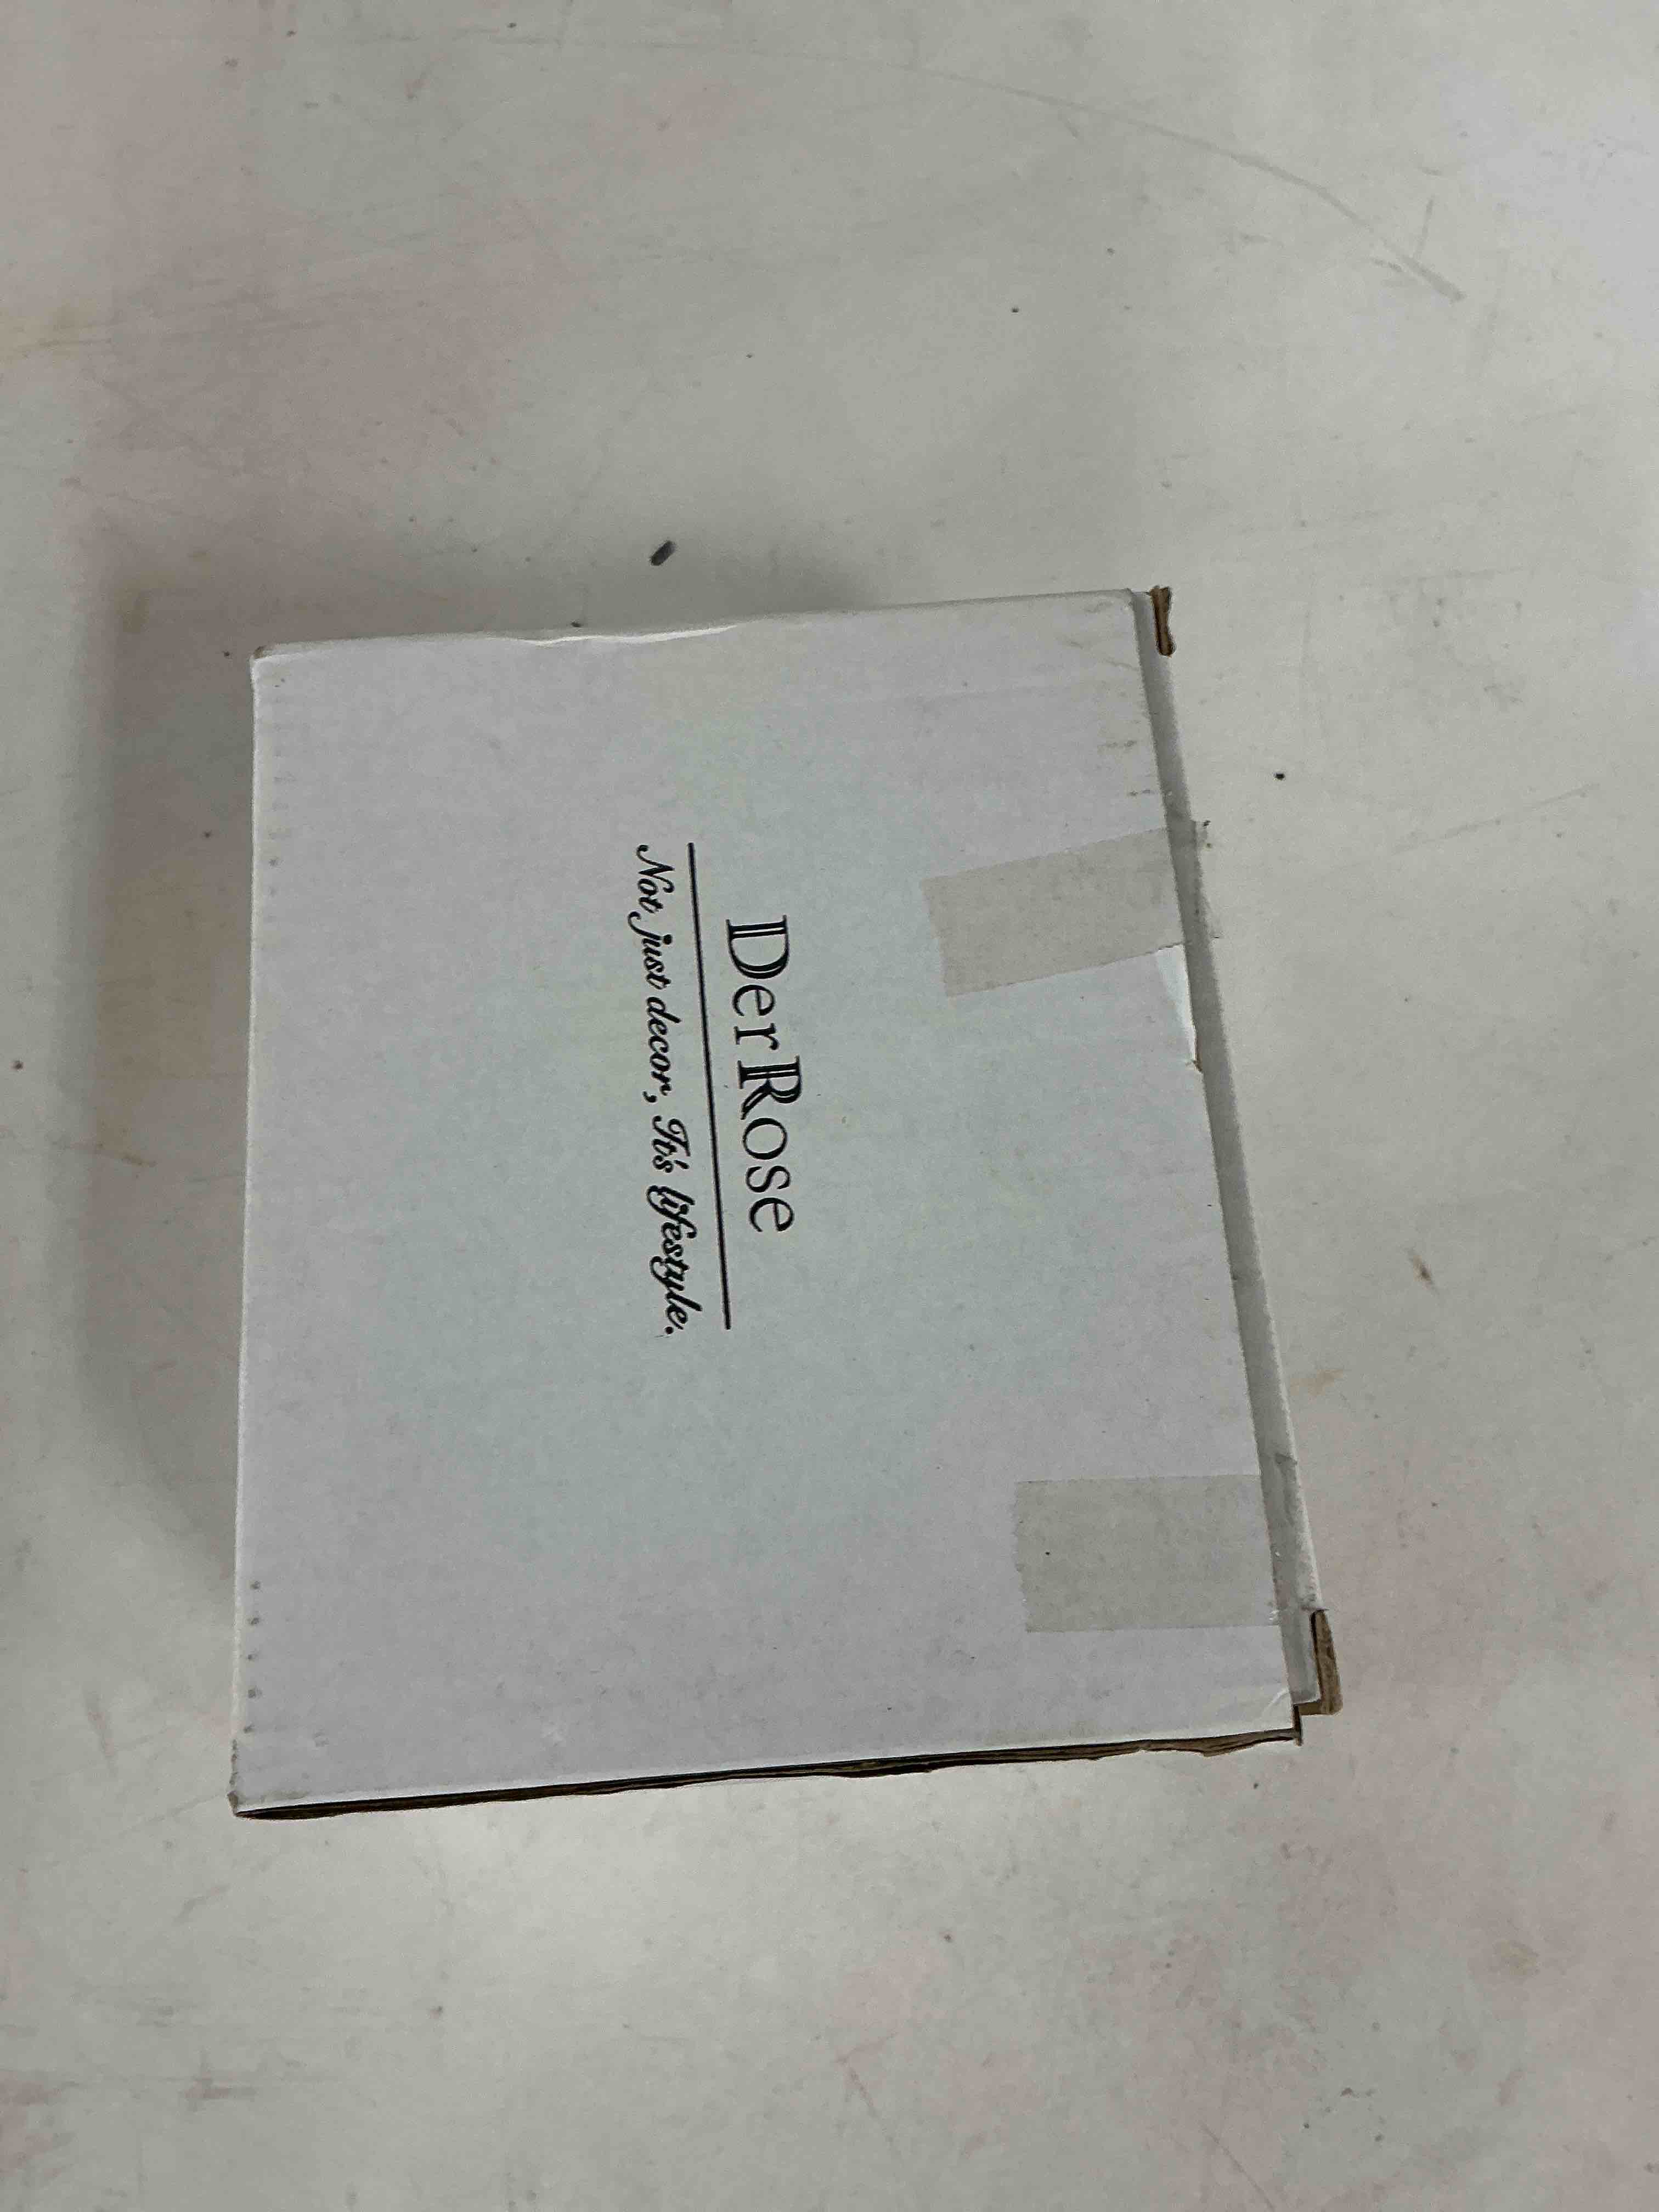 DerRose
Not just decor, It's lifestyle.